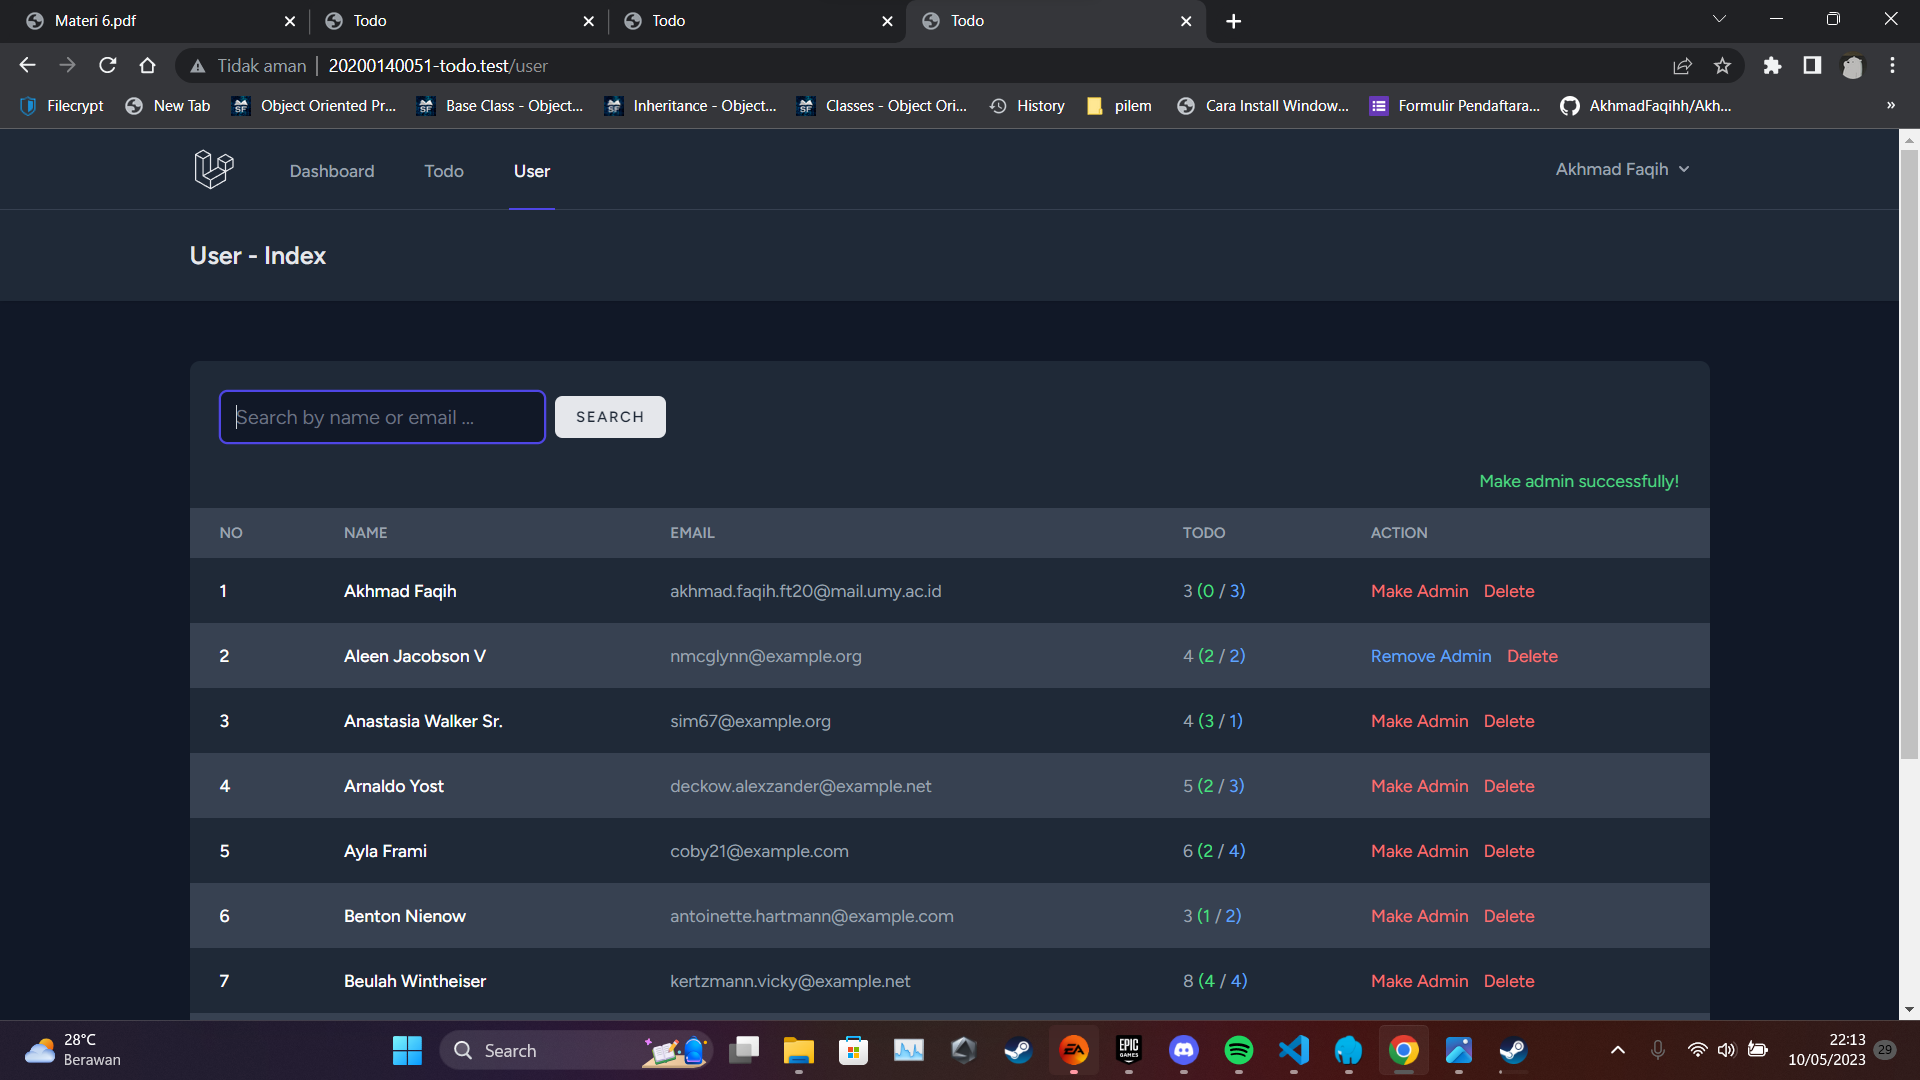 Materi 6.pdf
Todo
Todo
Todo
Tidak aman
20200140051-todo.test/user
Filecrypt
New Tab
Object Oriented Pr...
Base Class - Object...
Inheritance - Object...
Classes - Object Ori...
History
pilem
Cara Install Window...
Formulir Pendaftara...
AkhmadFaqihh/Akh...
»
Dashboard
Todo
User
Akhmad Faqih
User - Index
Search by name or email ...
SEARCH
Make admin successfully!
NO NAME EMAIL TODO ACTION
1 Akhmad Faqih akhmad.faqih.ft20@mail.umy.ac.id 3 (0 / 3) Make Admin Delete
2 Aleen Jacobson V nmcglynn@example.org 4 (2 / 2) Remove Admin Delete
3 Anastasia Walker Sr. sim67@example.org 4 (3 / 1) Make Admin Delete
4 Arnaldo Yost deckow.alexzander@example.net 5 (2 / 3) Make Admin Delete
5 Ayla Frami coby21@example.com 6 (2 / 4) Make Admin Delete
6 Benton Nienow antoinette.hartmann@example.com 3 (1 / 2) Make Admin Delete
7 Beulah Wintheiser kertzmann.vicky@example.net 8 (4 / 4) Make Admin Delete
28°C
Berawan
Search
EA
EPIC
GAMES
22:13
10/05/2023
29